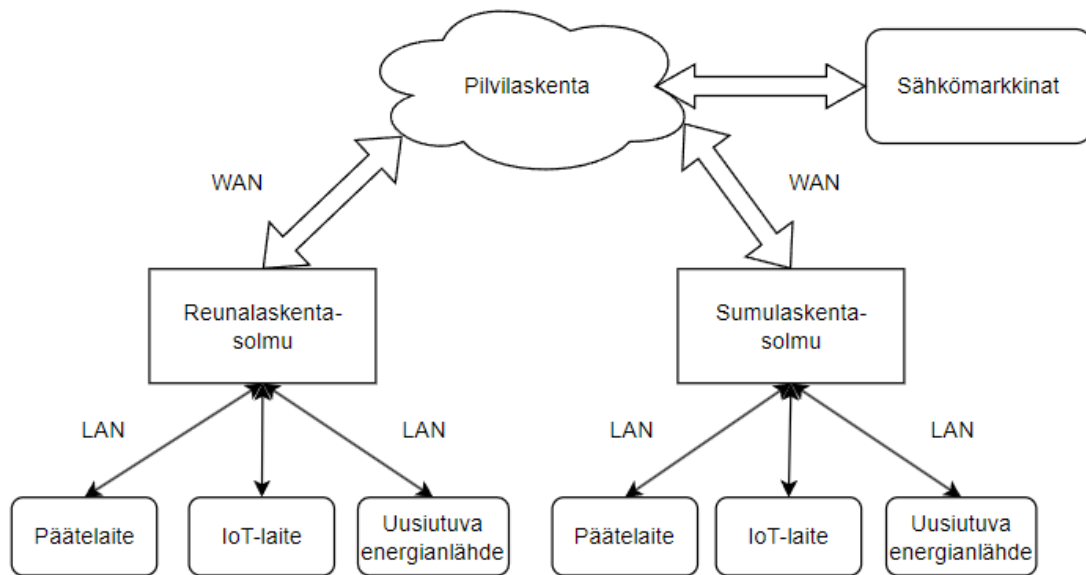 Pilvilaskenta
Sähkömarkkinat
WAN
WAN
Reunalaskenta-
solmu
Sumulaskenta-
solmu
LAN
LAN
LAN
LAN
Päätelaite
IoT-laite
Uusiutuva
energianlähde
Päätelaite
IoT-laite
Uusiutuva
energianlähde